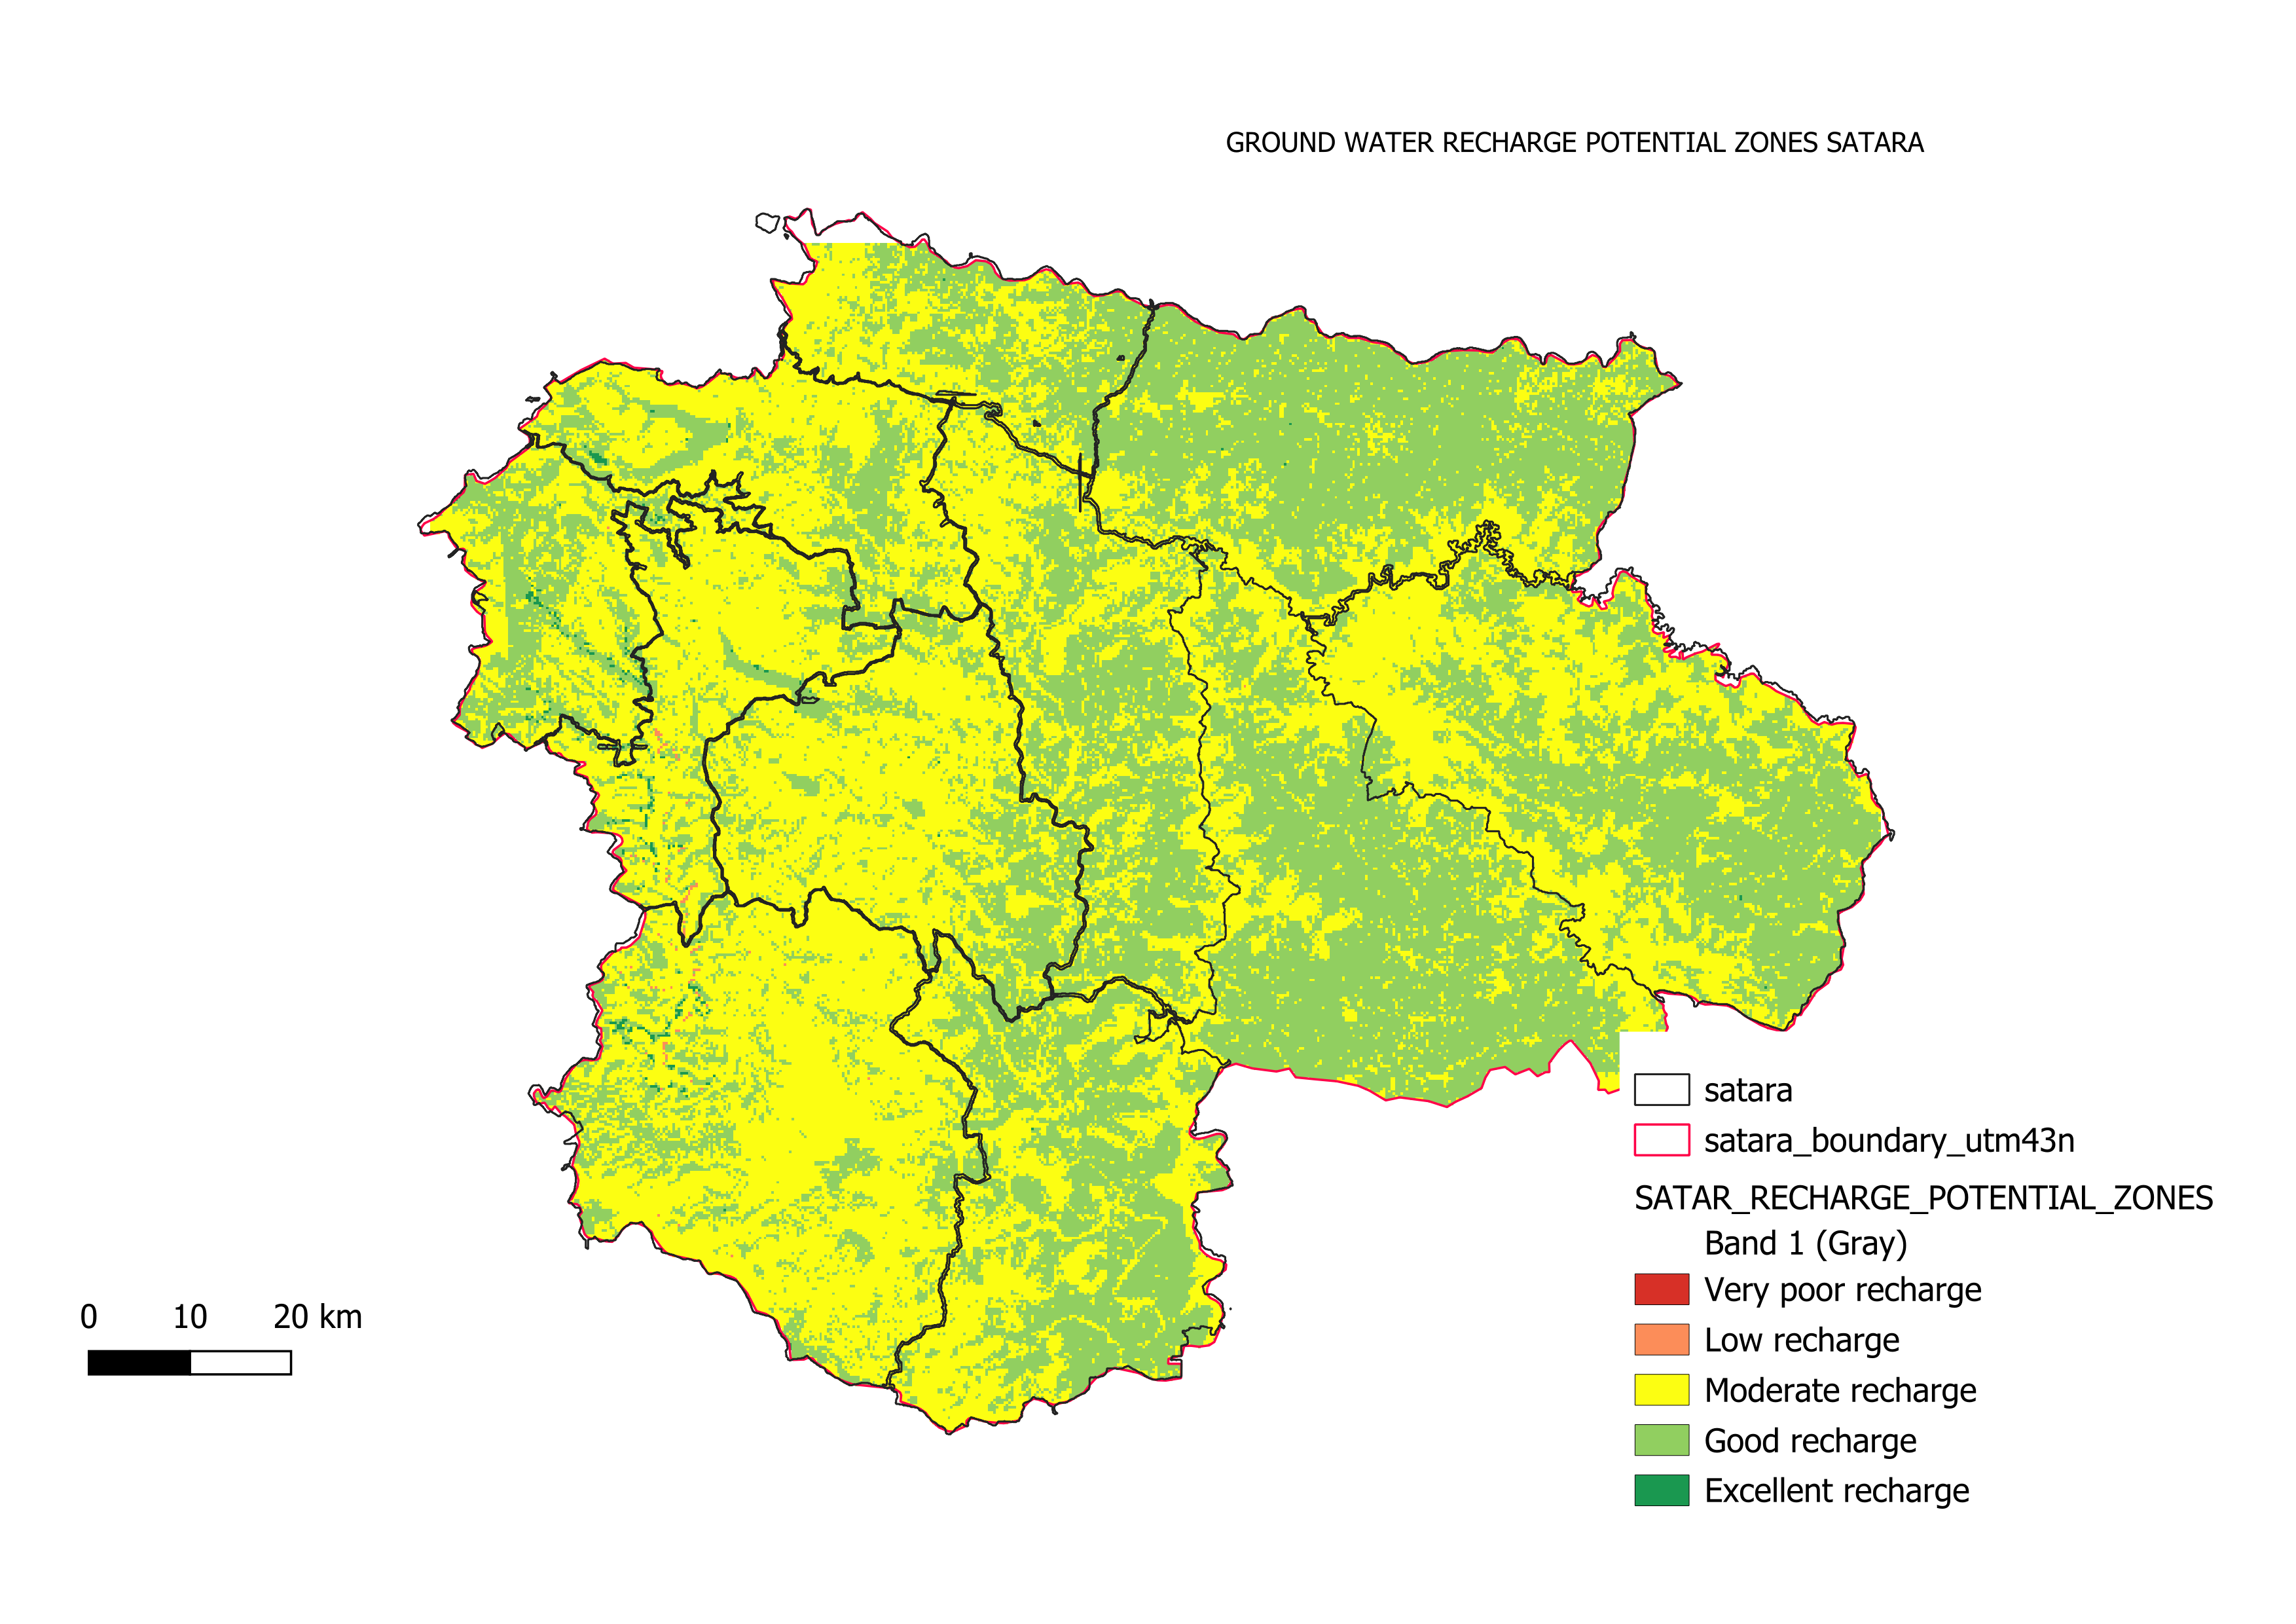 GROUND WATER RECHARGE POTENTIAL ZONES SATARA
satara
satara_boundary_utm43n
SATAR_RECHARGE_POTENTIAL_ZONES
Band 1 (Gray)
Very poor recharge
Low recharge
Moderate recharge
Good recharge
Excellent recharge
0 10 20 km